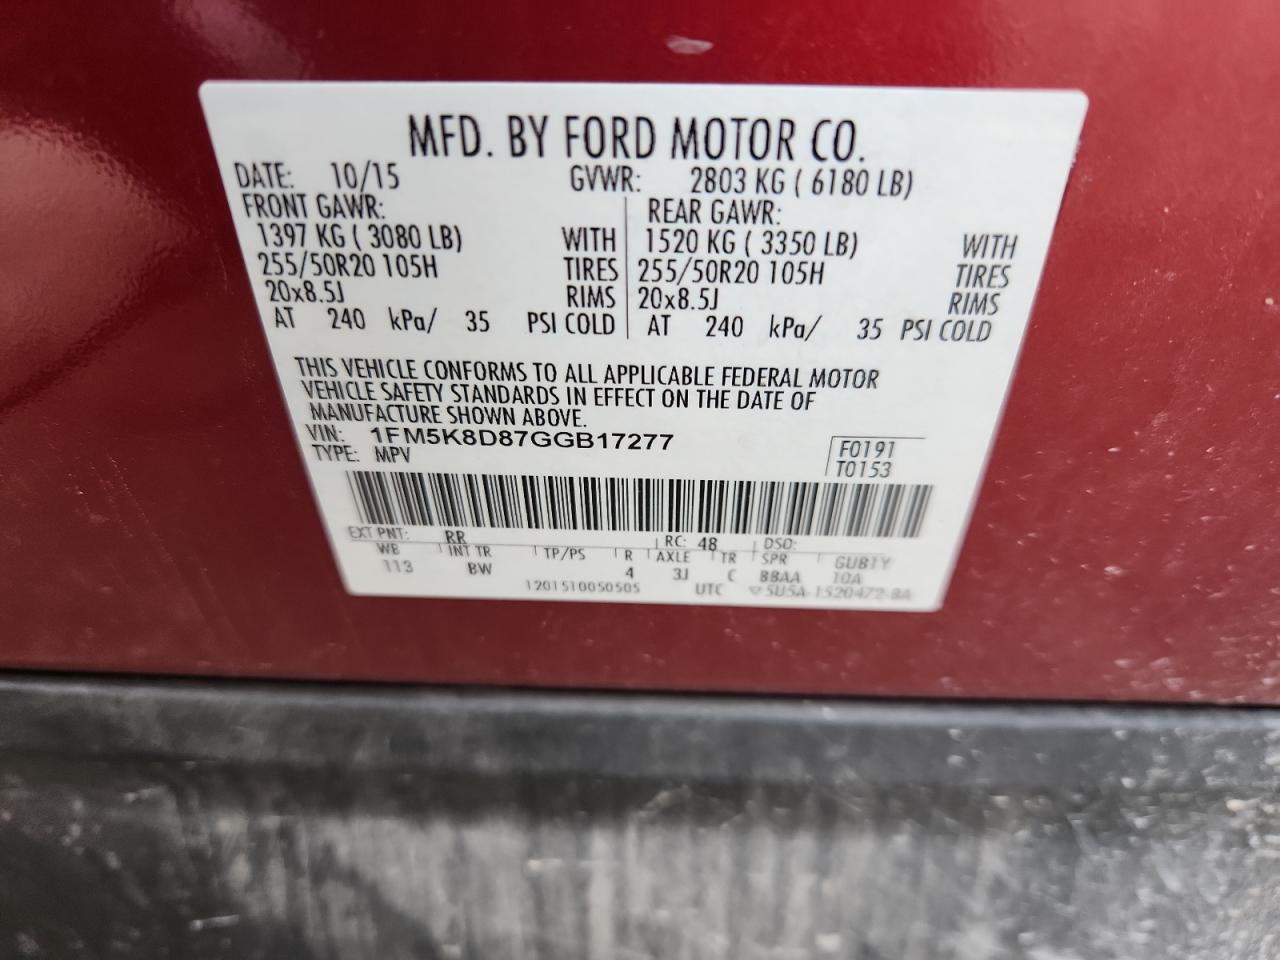 MFD. BY FORD MOTOR CO.
DATE: 10/15 GVWR: 2803 KG ( 6180 LB)
FRONT GAWR: REAR GAWR:
1397 KG ( 3080 LB) WITH 1520 KG ( 3350 LB) WITH
255/50R20 105H TIRES 255/50R20 105H TIRES
20x8.5J RIMS 20x8.5J RIMS
AT 240 kPa/ 35 PSI COLD AT 240 kPa/ 35 PSI COLD
THIS VEHICLE CONFORMS TO ALL APPLICABLE FEDERAL MOTOR
VEHICLE SAFETY STANDARDS IN EFFECT ON THE DATE OF
MANUFACTURE SHOWN ABOVE.
VIN: 1FM5K8D87GGB17277 F0191
TYPE: MPV T0153
EXT PNT: RR RC: 48 DSO:
WB INT TR TP/PS R AXLE TR SPR GUB1Y
113 BW 4 3J C BBAA 10A
1201510050505 UTC ▽5U5A-1520472-BA